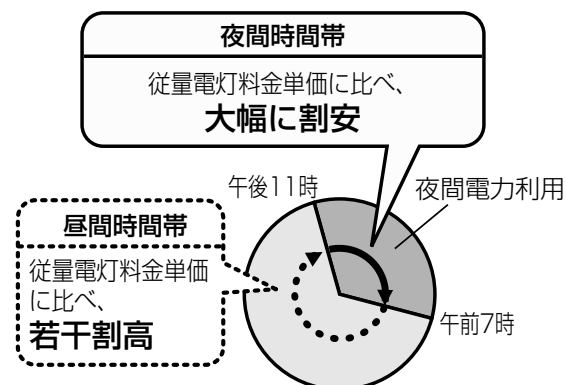 夜間時間帯
従量電灯料金単価に比べ、
大幅に割安
午後11時
夜間電力利用
昼間時間帯
従量電灯料金単価
に比べ、
若干割高
午前7時